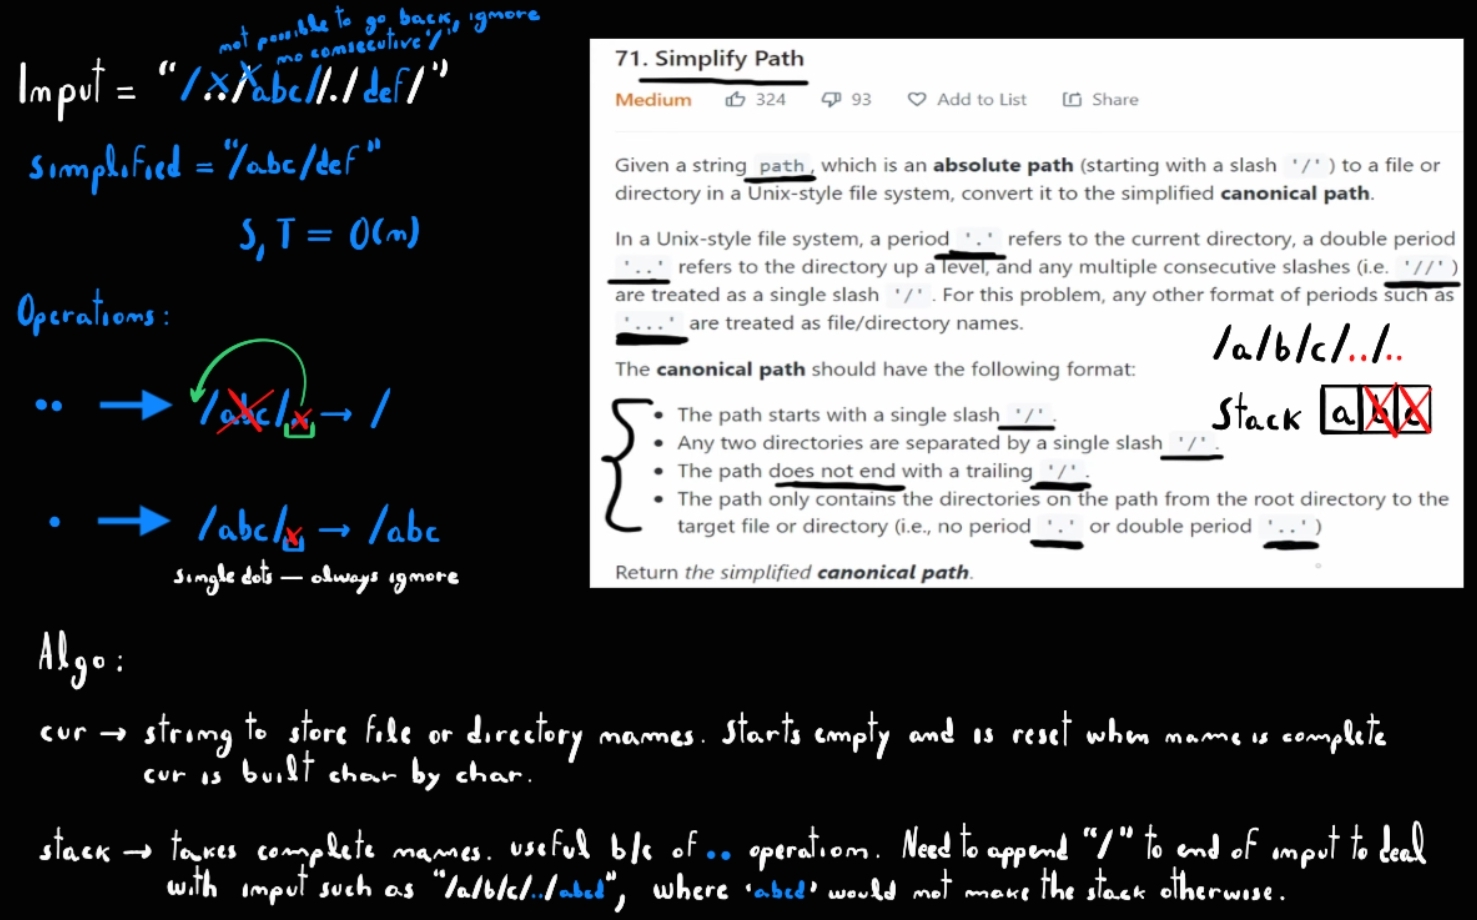 not possible to go back, ignore
no consecutive '/'
Input = "/../abc//./def/"
simplified = "/abc/def"
S, T = O(n)
Operations:
.. → /abc/.. → /
. → /abc/. → /abc
single dots — always ignore
71. Simplify Path
Medium 324 93 Add to List Share
Given a string path, which is an absolute path (starting with a slash '/') to a file or
directory in a Unix-style file system, convert it to the simplified canonical path.
In a Unix-style file system, a period '.' refers to the current directory, a double period
'..' refers to the directory up a level, and any multiple consecutive slashes (i.e. '//')
are treated as a single slash '/'. For this problem, any other format of periods such as
'...' are treated as file/directory names.
The canonical path should have the following format:
• The path starts with a single slash '/'.
• Any two directories are separated by a single slash '/'.
• The path does not end with a trailing '/'.
• The path only contains the directories on the path from the root directory to the
target file or directory (i.e., no period '.' or double period '..')
Return the simplified canonical path.
/a/b/c/../..
Stack a b c
Algo:
cur → string to store file or directory names. Starts empty and is reset when name is complete
cur is built char by char.
stack → takes complete names. useful b/c of .. operation. Need to append "/" to end of input to deal
with input such as "/a/b/c/../abcd", where 'abcd' would not make the stack otherwise.